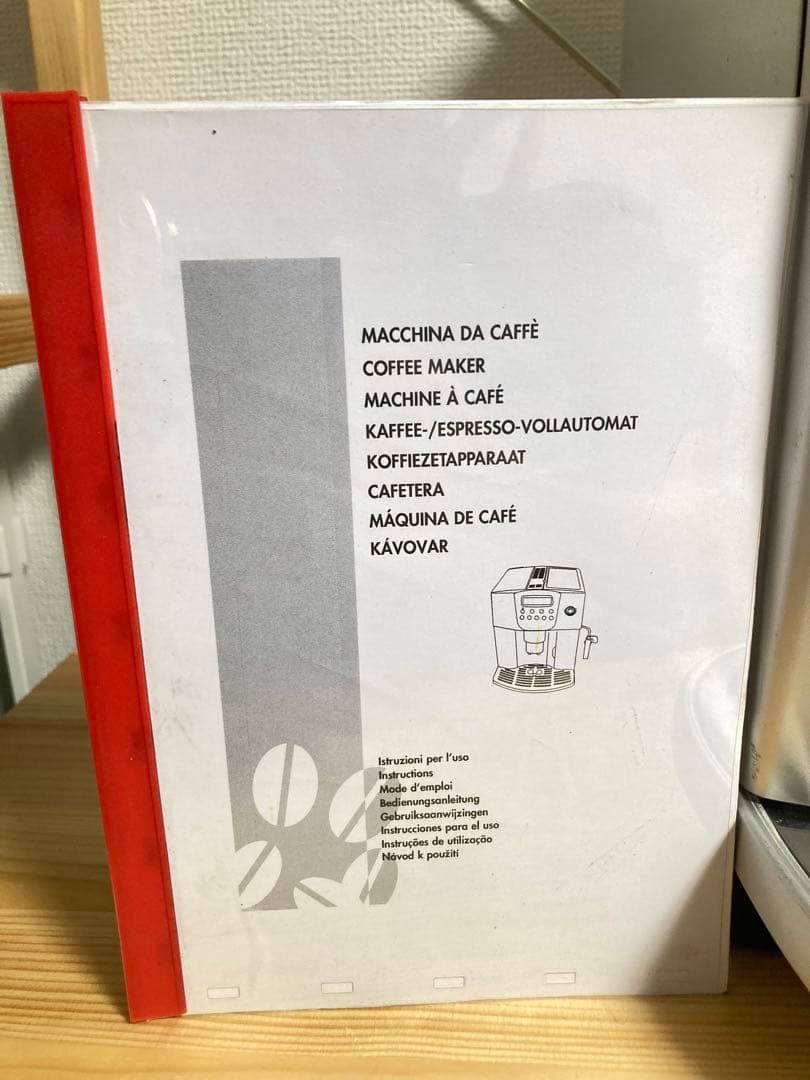 MACCHINA DA CAFFÈ
COFFEE MAKER
MACHINE À CAFÉ
KAFFEE-/ESPRESSO-VOLLAUTOMAT
KOFFIEZETAPPARAAT
CAFETERA
MÁQUINA DE CAFÉ
KÁVOVAR
Istruzioni per l'uso
Instructions
Mode d'emploi
Bedienungsanleitung
Gebruiksaanwijzingen
Instrucciones para el uso
Instruções de utilização
Návod k použití